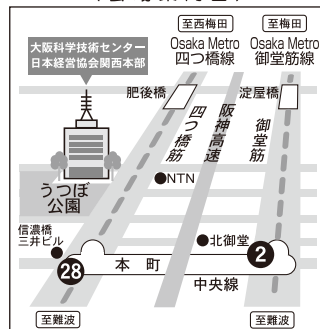 至西梅田
至梅田
大阪科学技術センター
日本経営協会関西本部
Osaka Metro
四つ橋線
Osaka Metro
御堂筋線
肥後橋
淀屋橋
四つ橋筋
阪神高速
御堂筋
NTN
うつぼ
公園
信濃橋
三井ビル
北御堂
28
本町
2
中央線
至難波
至難波